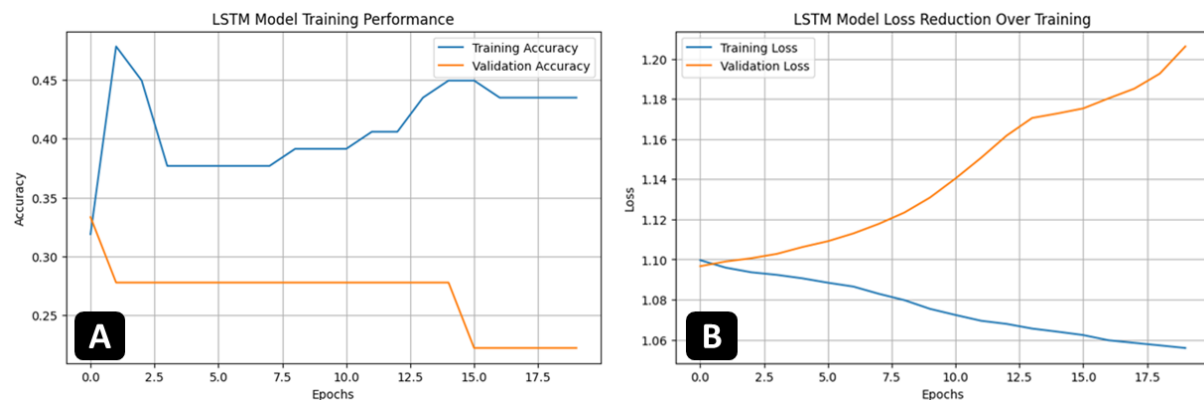 LSTM Model Training Performance
Training Accuracy
Validation Accuracy
0.45
0.40
0.35
0.30
0.25
Accuracy
0.0 2.5 5.0 7.5 10.0 12.5 15.0 17.5
Epochs
A
LSTM Model Loss Reduction Over Training
Training Loss
Validation Loss
1.20
1.18
1.16
1.14
1.12
1.10
1.08
1.06
Loss
0.0 2.5 5.0 7.5 10.0 12.5 15.0 17.5
Epochs
B